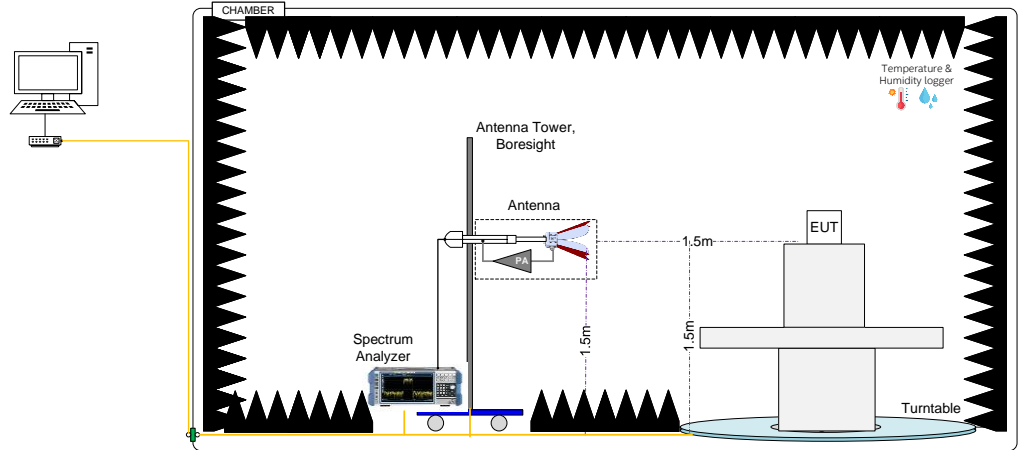 CHAMBER
Temperature &
Humidity logger
Antenna Tower,
Boresight
Antenna
PA
1.5m
EUT
1.5m
1.5m
Spectrum
Analyzer
Turntable